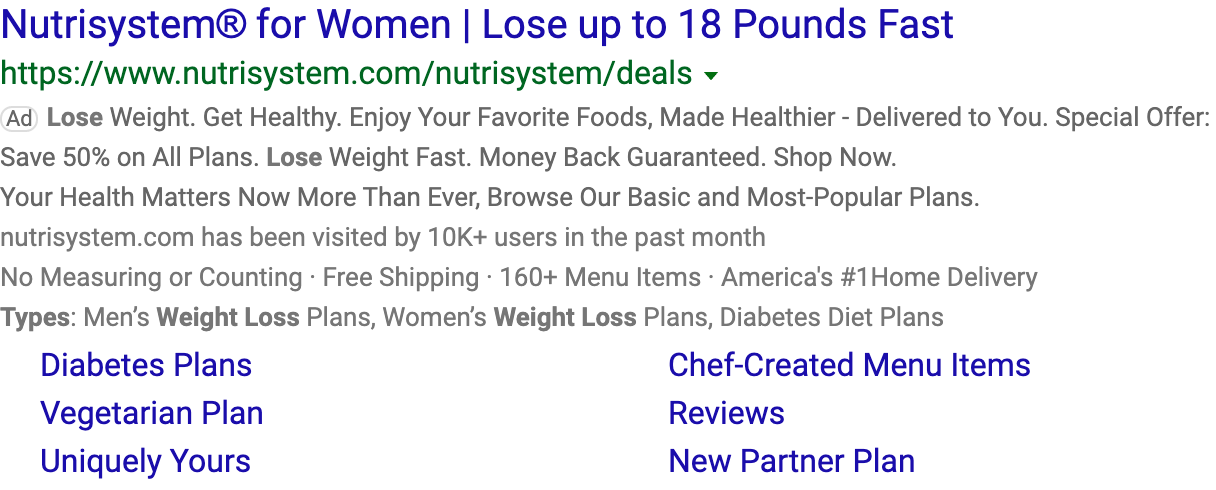 Nutrisystem® for Women | Lose up to 18 Pounds Fast
https://www.nutrisystem.com/nutrisystem/deals
Ad Lose Weight. Get Healthy. Enjoy Your Favorite Foods, Made Healthier - Delivered to You. Special Offer:
Save 50% on All Plans. Lose Weight Fast. Money Back Guaranteed. Shop Now.
Your Health Matters Now More Than Ever, Browse Our Basic and Most-Popular Plans.
nutrisystem.com has been visited by 10K+ users in the past month
No Measuring or Counting · Free Shipping · 160+ Menu Items · America's #1Home Delivery
Types: Men’s Weight Loss Plans, Women’s Weight Loss Plans, Diabetes Diet Plans
Diabetes Plans
Chef-Created Menu Items
Vegetarian Plan
Reviews
Uniquely Yours
New Partner Plan